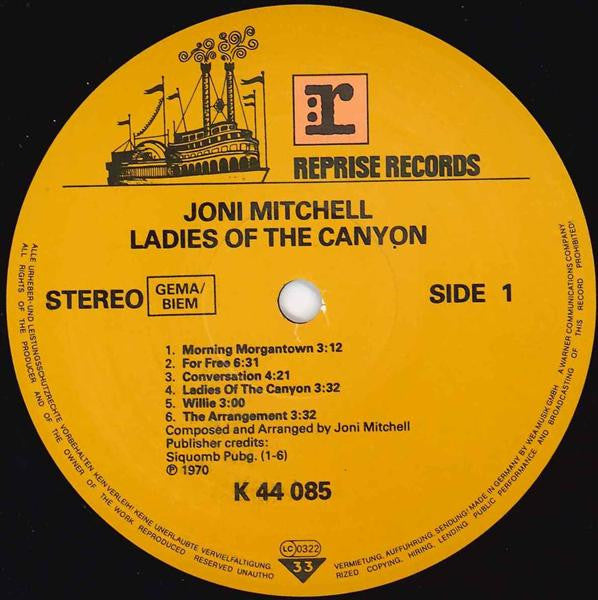 r
REPRISE RECORDS
JONI MITCHELL
LADIES OF THE CANYON
STEREO
GEMA/
BIEM
SIDE 1
1. Morning Morgantown 3:12
2. For Free 6:31
3. Conversation 4:21
4. Ladies Of The Canyon 3:32
5. Willie 3:00
6. The Arrangement 3:32
Composed and Arranged by Joni Mitchell
Publisher credits:
Siquomb Pubg. (1-6)
℗ 1970
K 44 085
LC 0322
33
ALLE URHEBER- UND LEISTUNGSSCHUTZRECHTE VORBEHALTEN KEIN VERLEIH! KEINE UNERLAUBTE VERVIELFÄLTIGUNG,
VERMIETUNG, AUFFÜHRUNG, SENDUNG! MADE IN GERMANY BY WEA MUSIK GMBH A WARNER COMMUNICATIONS COMPANY
ALL RIGHTS OF THE PRODUCER AND OF THE OWNER OF THE WORK REPRODUCED RESERVED UNAUTHO
RIZED COPYING, HIRING, LENDING PUBLIC PERFORMANCE AND BROADCASTING OF THIS RECORD PROHIBITED!